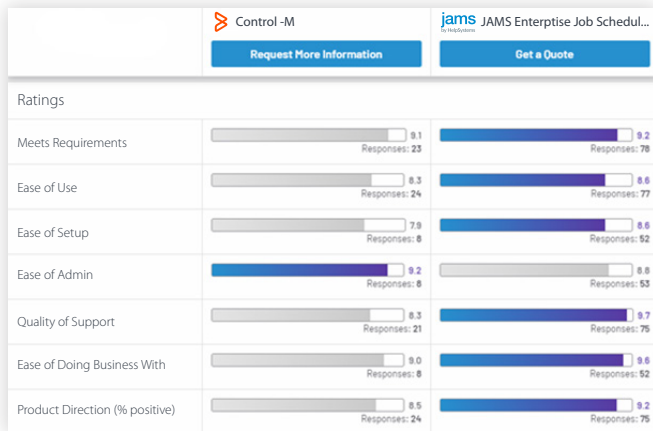 Control -M
jams JAMS Enterptise Job Schedul...
by HelpSystems
Request More Information Get a Quote
Ratings
Meets Requirements 9.1 9.2
Responses: 23 Responses: 78
Ease of Use 8.3 8.6
Responses: 24 Responses: 77
Ease of Setup 7.9 8.6
Responses: 8 Responses: 52
Ease of Admin 9.2 8.8
Responses: 8 Responses: 53
Quality of Support 8.3 9.7
Responses: 21 Responses: 75
Ease of Doing Business With 9.0 9.6
Responses: 8 Responses: 52
Product Direction (% positive) 8.5 9.2
Responses: 24 Responses: 75